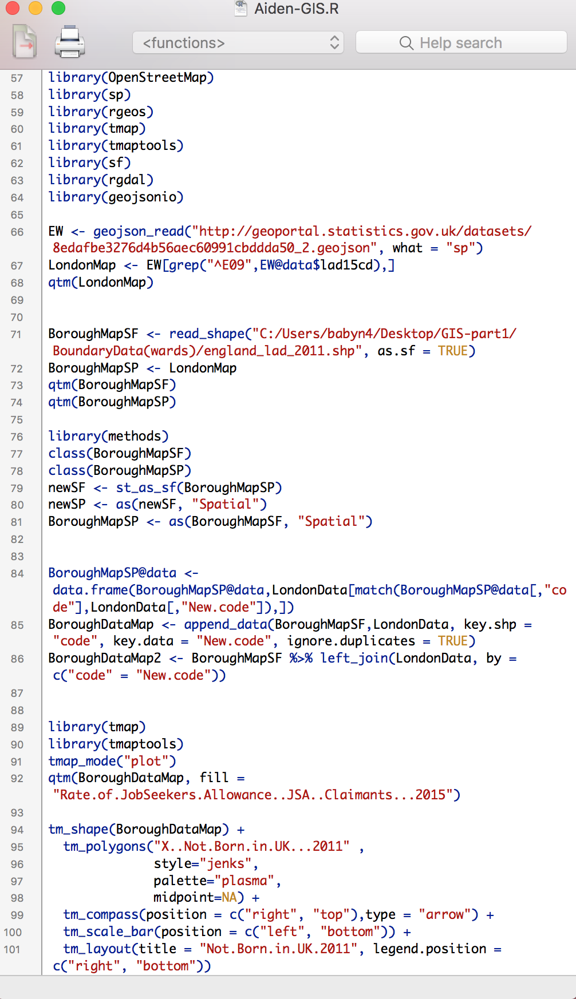 Aiden-GIS.R
<functions>
Help search
57 library(OpenStreetMap)
58 library(sp)
59 library(rgeos)
60 library(tmap)
61 library(tmaptools)
62 library(sf)
63 library(rgdal)
64 library(geojsonio)
65
66 EW <- geojson_read("http://geoportal.statistics.gov.uk/datasets/
8edafbe3276d4b56aec60991cbddda50_2.geojson", what = "sp")
67 LondonMap <- EW[grep("^E09",EW@data$lad15cd),]
68 qtm(LondonMap)
69
70
71 BoroughMapSF <- read_shape("C:/Users/babyn4/Desktop/GIS-part1/
BoundaryData(wards)/england_lad_2011.shp", as.sf = TRUE)
72 BoroughMapSP <- LondonMap
73 qtm(BoroughMapSF)
74 qtm(BoroughMapSP)
75
76 library(methods)
77 class(BoroughMapSF)
78 class(BoroughMapSP)
79 newSF <- st_as_sf(BoroughMapSP)
80 newSP <- as(newSF, "Spatial")
81 BoroughMapSP <- as(BoroughMapSF, "Spatial")
82
83
84 BoroughMapSP@data <-
data.frame(BoroughMapSP@data,LondonData[match(BoroughMapSP@data[,"co
de"],LondonData[,"New.code"]),])
85 BoroughDataMap <- append_data(BoroughMapSF,LondonData, key.shp =
"code", key.data = "New.code", ignore.duplicates = TRUE)
86 BoroughDataMap2 <- BoroughMapSF %>% left_join(LondonData, by =
c("code" = "New.code"))
87
88
89 library(tmap)
90 library(tmaptools)
91 tmap_mode("plot")
92 qtm(BoroughDataMap, fill =
"Rate.of.JobSeekers.Allowance..JSA..Claimants...2015")
93
94 tm_shape(BoroughDataMap) +
95 tm_polygons("X..Not.Born.in.UK...2011" ,
96 style="jenks",
97 palette="plasma",
98 midpoint=NA) +
99 tm_compass(position = c("right", "top"),type = "arrow") +
100 tm_scale_bar(position = c("left", "bottom")) +
101 tm_layout(title = "Not.Born.in.UK.2011", legend.position =
c("right", "bottom"))